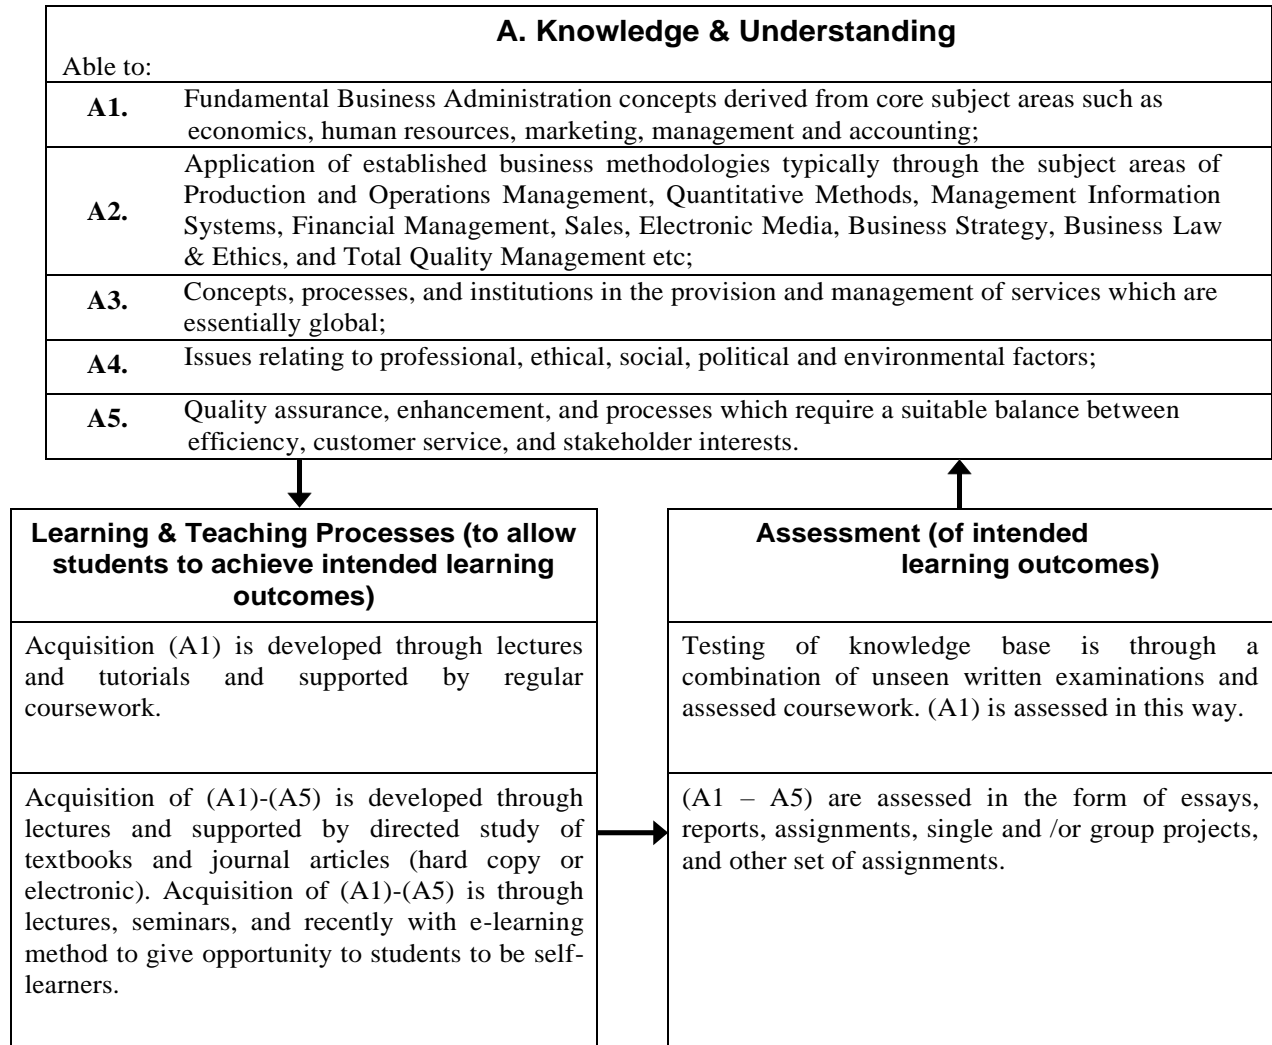 A. Knowledge & Understanding
Able to:
A1.
Fundamental Business Administration concepts derived from core subject areas such as
economics, human resources, marketing, management and accounting;
A2.
Application of established business methodologies typically through the subject areas of
Production and Operations Management, Quantitative Methods, Management Information
Systems, Financial Management, Sales, Electronic Media, Business Strategy, Business Law
& Ethics, and Total Quality Management etc;
A3.
Concepts, processes, and institutions in the provision and management of services which are
essentially global;
A4.
Issues relating to professional, ethical, social, political and environmental factors;
A5.
Quality assurance, enhancement, and processes which require a suitable balance between
efficiency, customer service, and stakeholder interests.
Learning & Teaching Processes (to allow
students to achieve intended learning
outcomes)
Acquisition (A1) is developed through lectures
and tutorials and supported by regular
coursework.
Acquisition of (A1)-(A5) is developed through
lectures and supported by directed study of
textbooks and journal articles (hard copy or
electronic). Acquisition of (A1)-(A5) is through
lectures, seminars, and recently with e-learning
method to give opportunity to students to be self-
learners.
Assessment (of intended
learning outcomes)
Testing of knowledge base is through a
combination of unseen written examinations and
assessed coursework. (A1) is assessed in this way.
(A1 – A5) are assessed in the form of essays,
reports, assignments, single and /or group projects,
and other set of assignments.